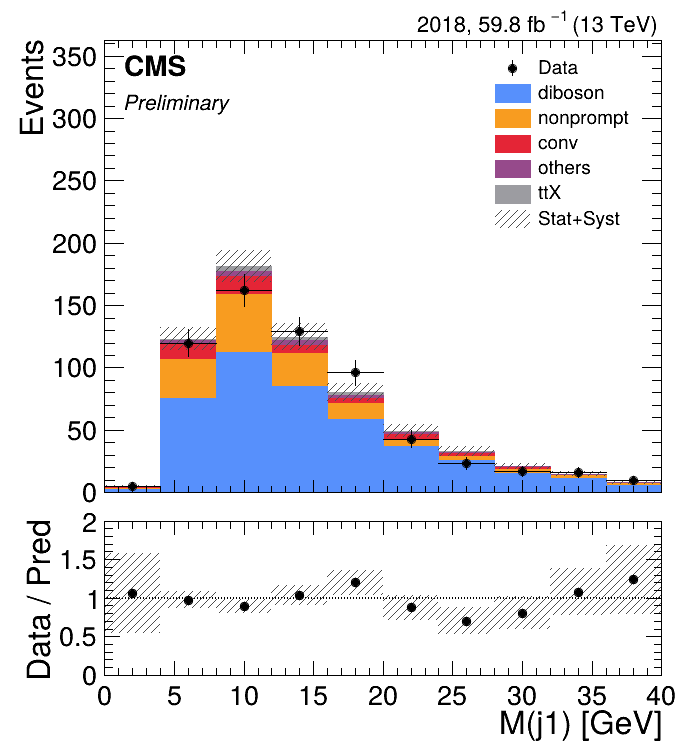 2018, 59.8 fb⁻¹ (13 TeV)
Events
CMS
Preliminary
Data
diboson
nonprompt
conv
others
ttX
Stat+Syst
350
300
250
200
150
100
50
0
Data / Pred
2
1.5
1
0.5
0
0 5 10 15 20 25 30 35 40
M(j1) [GeV]